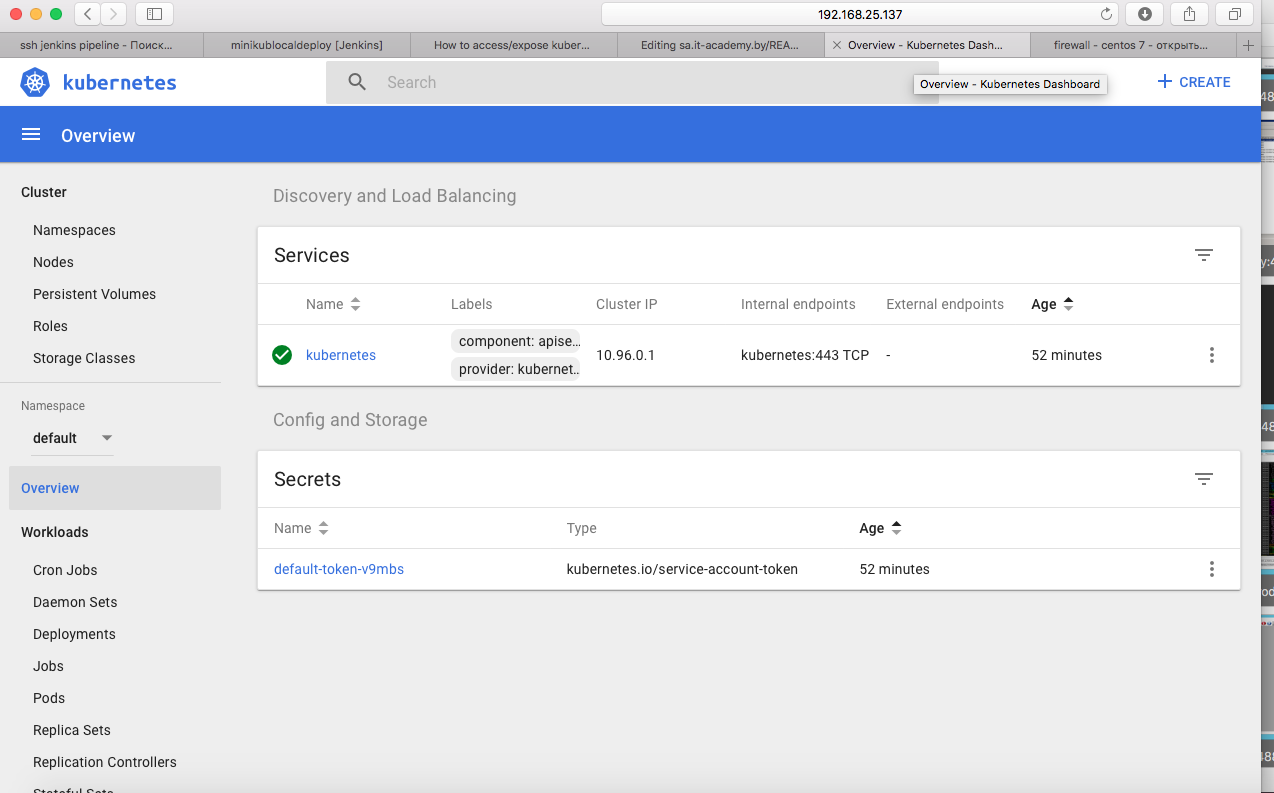 192.168.25.137
ssh jenkins pipeline - Поиск...
minikublocaldeploy [Jenkins]
How to access/expose kuber...
Editing sa.it-academy.by/REA...
Overview - Kubernetes Dash...
firewall - centos 7 - открыть...
kubernetes
Search
Overview - Kubernetes Dashboard
CREATE
Overview
Cluster
Namespaces
Nodes
Persistent Volumes
Roles
Storage Classes
Namespace
default
Overview
Workloads
Cron Jobs
Daemon Sets
Deployments
Jobs
Pods
Replica Sets
Replication Controllers
Stateful Sets
Discovery and Load Balancing
Services
Name Labels Cluster IP Internal endpoints External endpoints Age
kubernetes component: apise... 10.96.0.1 kubernetes:443 TCP - 52 minutes
provider: kubernet...
Config and Storage
Secrets
Name Type Age
default-token-v9mbs kubernetes.io/service-account-token 52 minutes